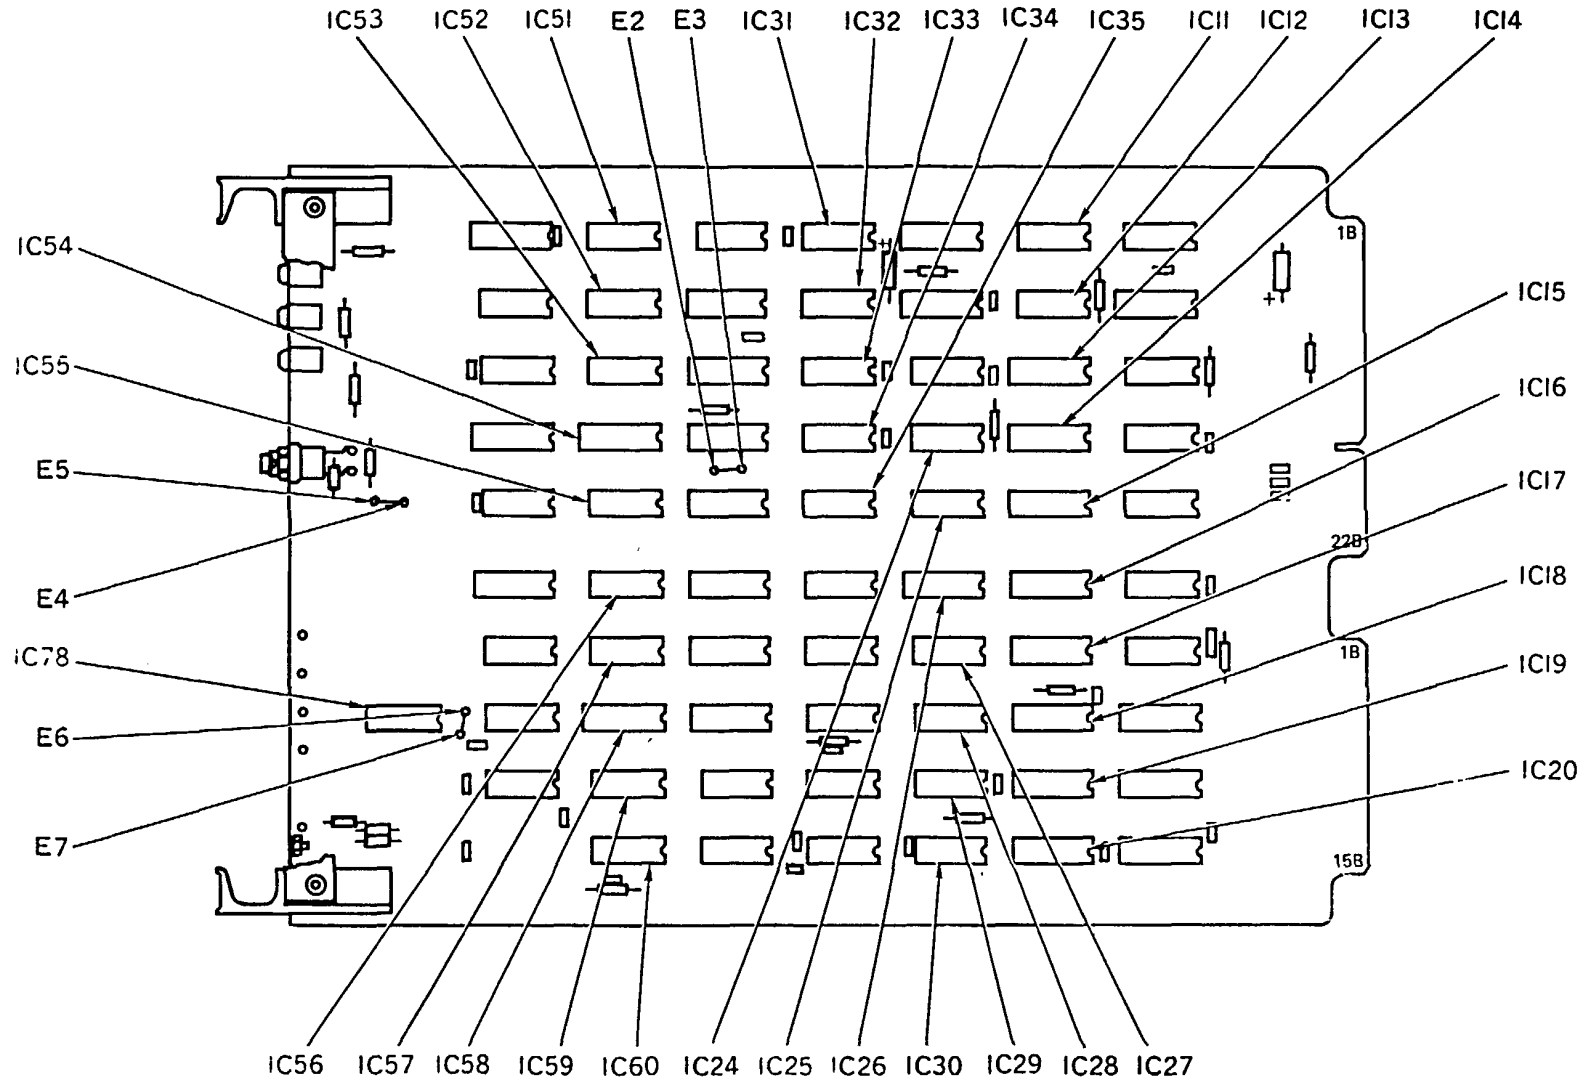 IC53 IC52 IC51 E2 E3 IC31 IC32 IC33 IC34 IC35 IC11 IC12 IC13 IC14
1B
IC54
+
IC15
+
IC55
IC16
E5
IC17
22B
IC18
E4
IC78
1B
IC19
E6
IC20
E7
15B
IC56 IC57 IC58 IC59 IC60 IC24 IC25 IC26 IC30 IC29 IC28 IC27